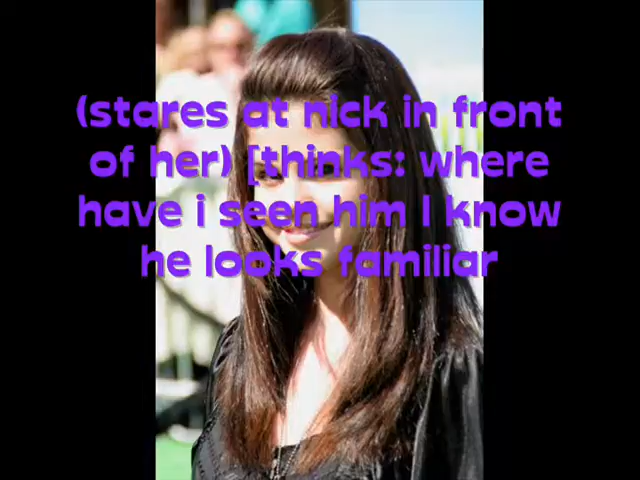 (stares at nick in front
of her) [thinks: where
have i seen him I know
he looks familiar